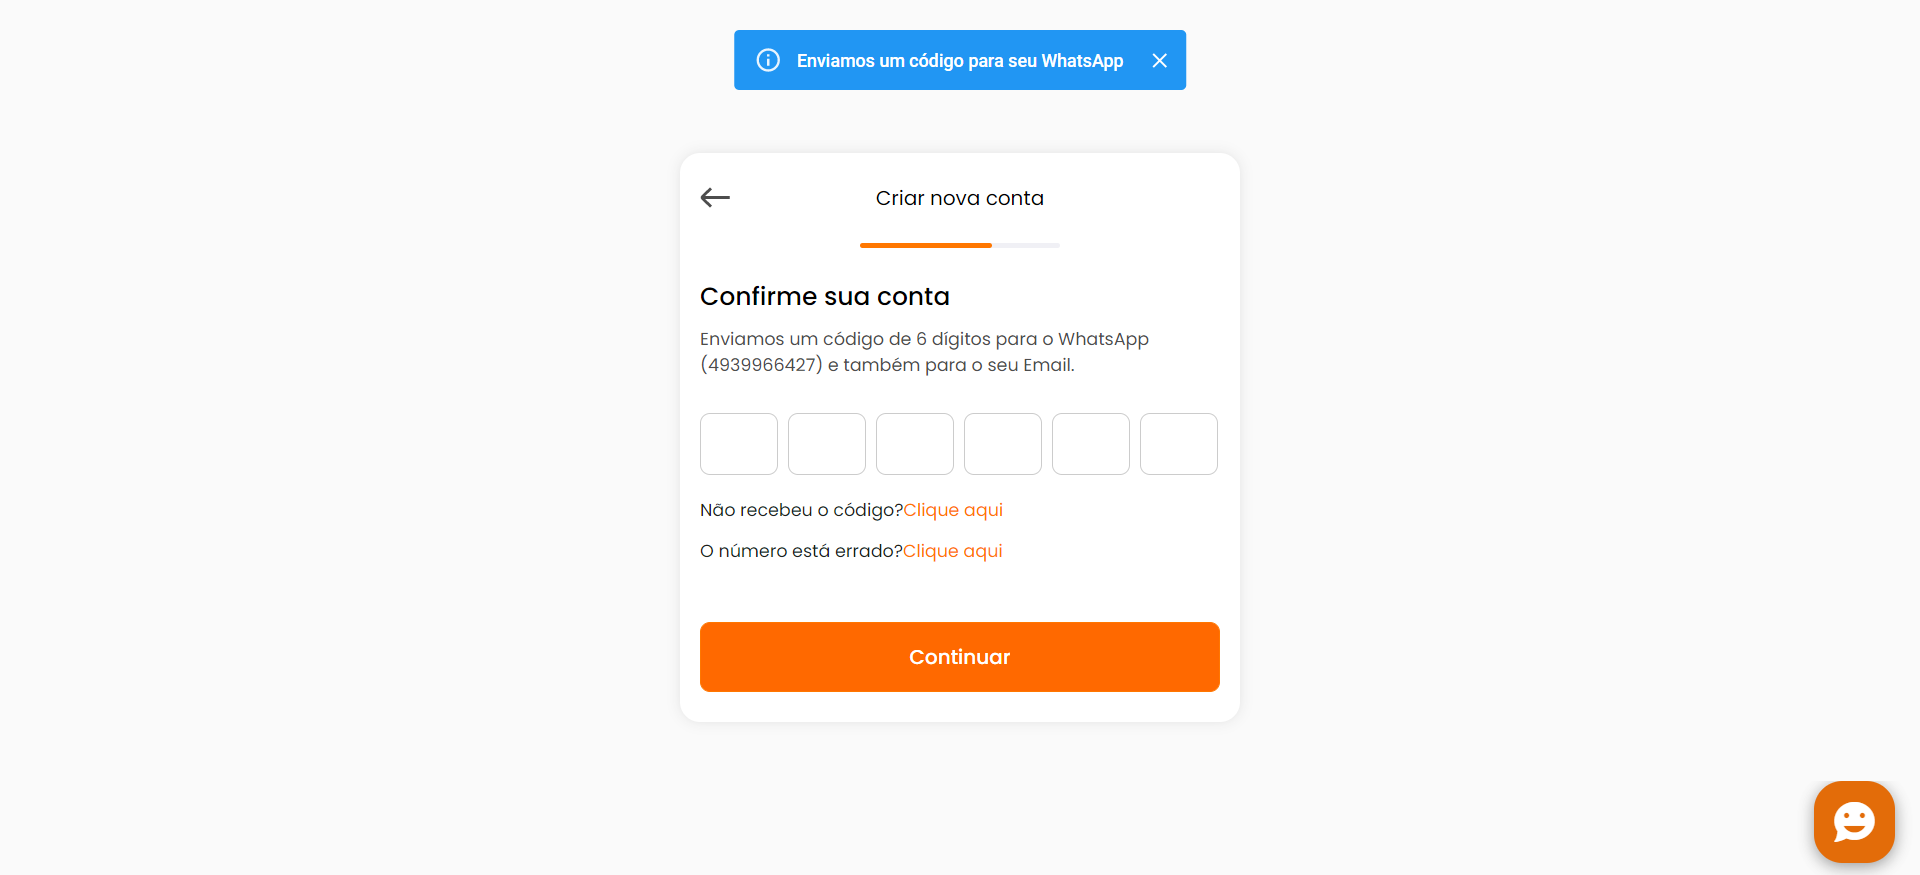 Enviamos um código para seu WhatsApp
Criar nova conta
Confirme sua conta
Enviamos um código de 6 dígitos para o WhatsApp
(4939966427) e também para o seu Email.
Não recebeu o código?Clique aqui
O número está errado?Clique aqui
Continuar